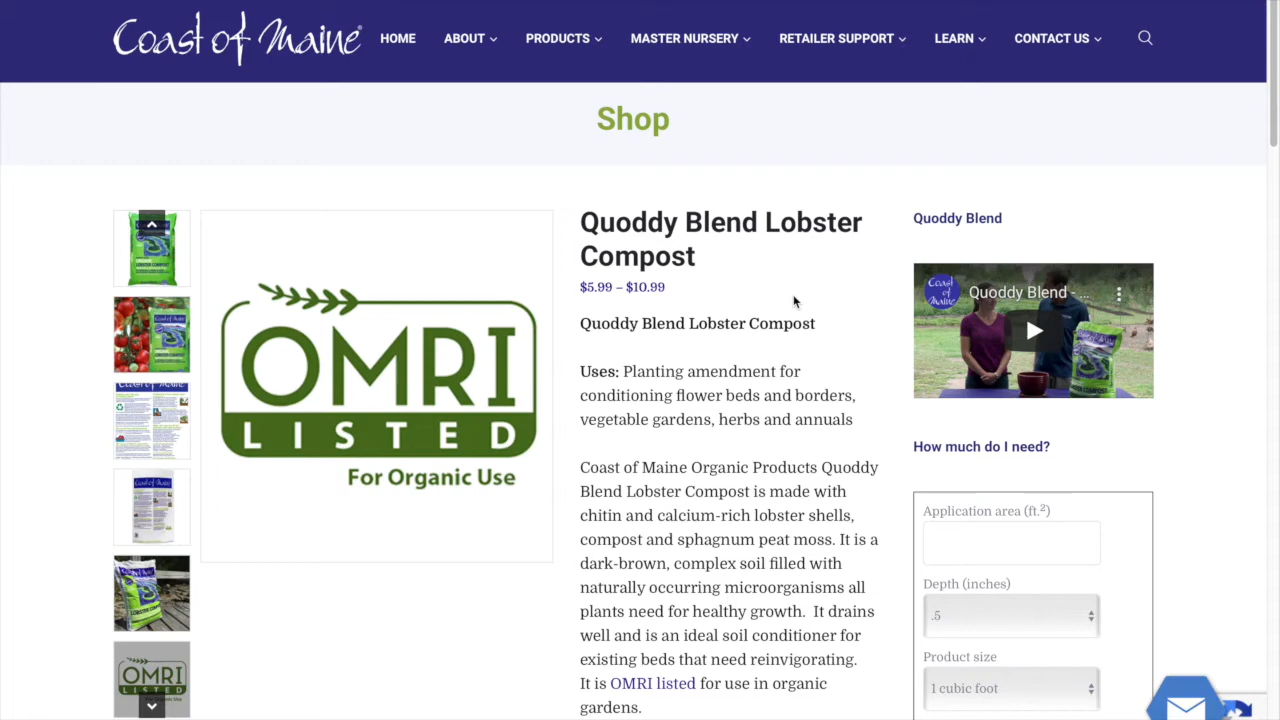 Coast of Maine®
HOME
ABOUT
PRODUCTS
MASTER NURSERY
RETAILER SUPPORT
LEARN
CONTACT US
Shop
OMRI
LISTED
For Organic Use
OMRI
LISTED
Quoddy Blend Lobster
Compost
$5.99 – $10.99
Quoddy Blend Lobster Compost
Uses: Planting amendment for
conditioning flower beds and borders,
vegetable gardens, herbs and annuals
Coast of Maine Organic Products Quoddy
Blend Lobster Compost is made with
chitin and calcium-rich lobster shells,
compost and sphagnum peat moss. It is a
dark-brown, complex soil filled with
naturally occurring microorganisms all
plants need for healthy growth. It drains
well and is an ideal soil conditioner for
existing beds that need reinvigorating.
It is OMRI listed for use in organic
gardens.
Quoddy Blend
Coast of Maine
Quoddy Blend - ...
How much do I need?
Application area (ft.²)
Depth (inches)
.5
Product size
1 cubic foot